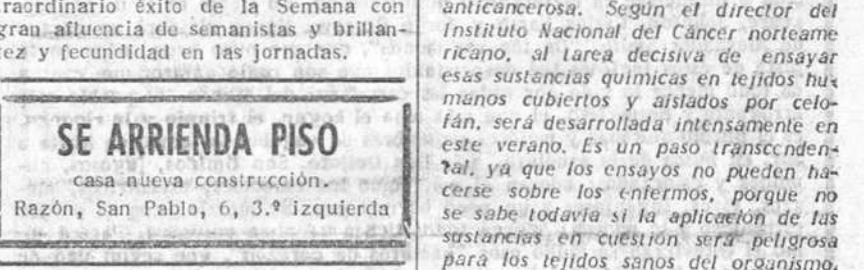 raordinario éxito de la Semana con
gran afluencia de semanistas y brillan-
tez y fecundidad en las jornadas.
SE ARRIENDA PISO
casa nueva construcción.
Razón, San Pablo, 6, 3.º izquierda
anticancerosa. Según el director del
Instituto Nacional del Cáncer norteame
ricano, al tarea decisiva de ensayar
esas sustancias químicas en tejidos hu-
manos cubiertos y aislados por celo-
fán, será desarrollada intensamente en
este verano. Es un paso transcenden-
tal, ya que los ensayos no pueden ha-
cerse sobre los enfermos, porque no
se sabe todavía si la aplicación de las
sustancias en cuestión será peligrosa
para los tejidos sanos del organismo.